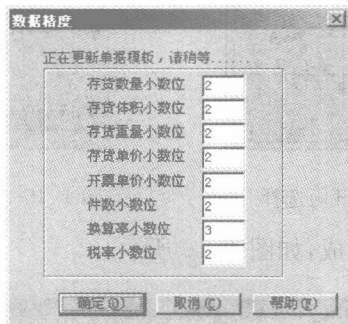 数据精度
正在更新单据模板，请稍等......
存货数量小数位 2
存货体积小数位 2
存货重量小数位 2
存货单价小数位 2
开票单价小数位 2
件数小数位 2
换算率小数位 3
税率小数位 2
确定(O) 取消(C) 帮助(E)